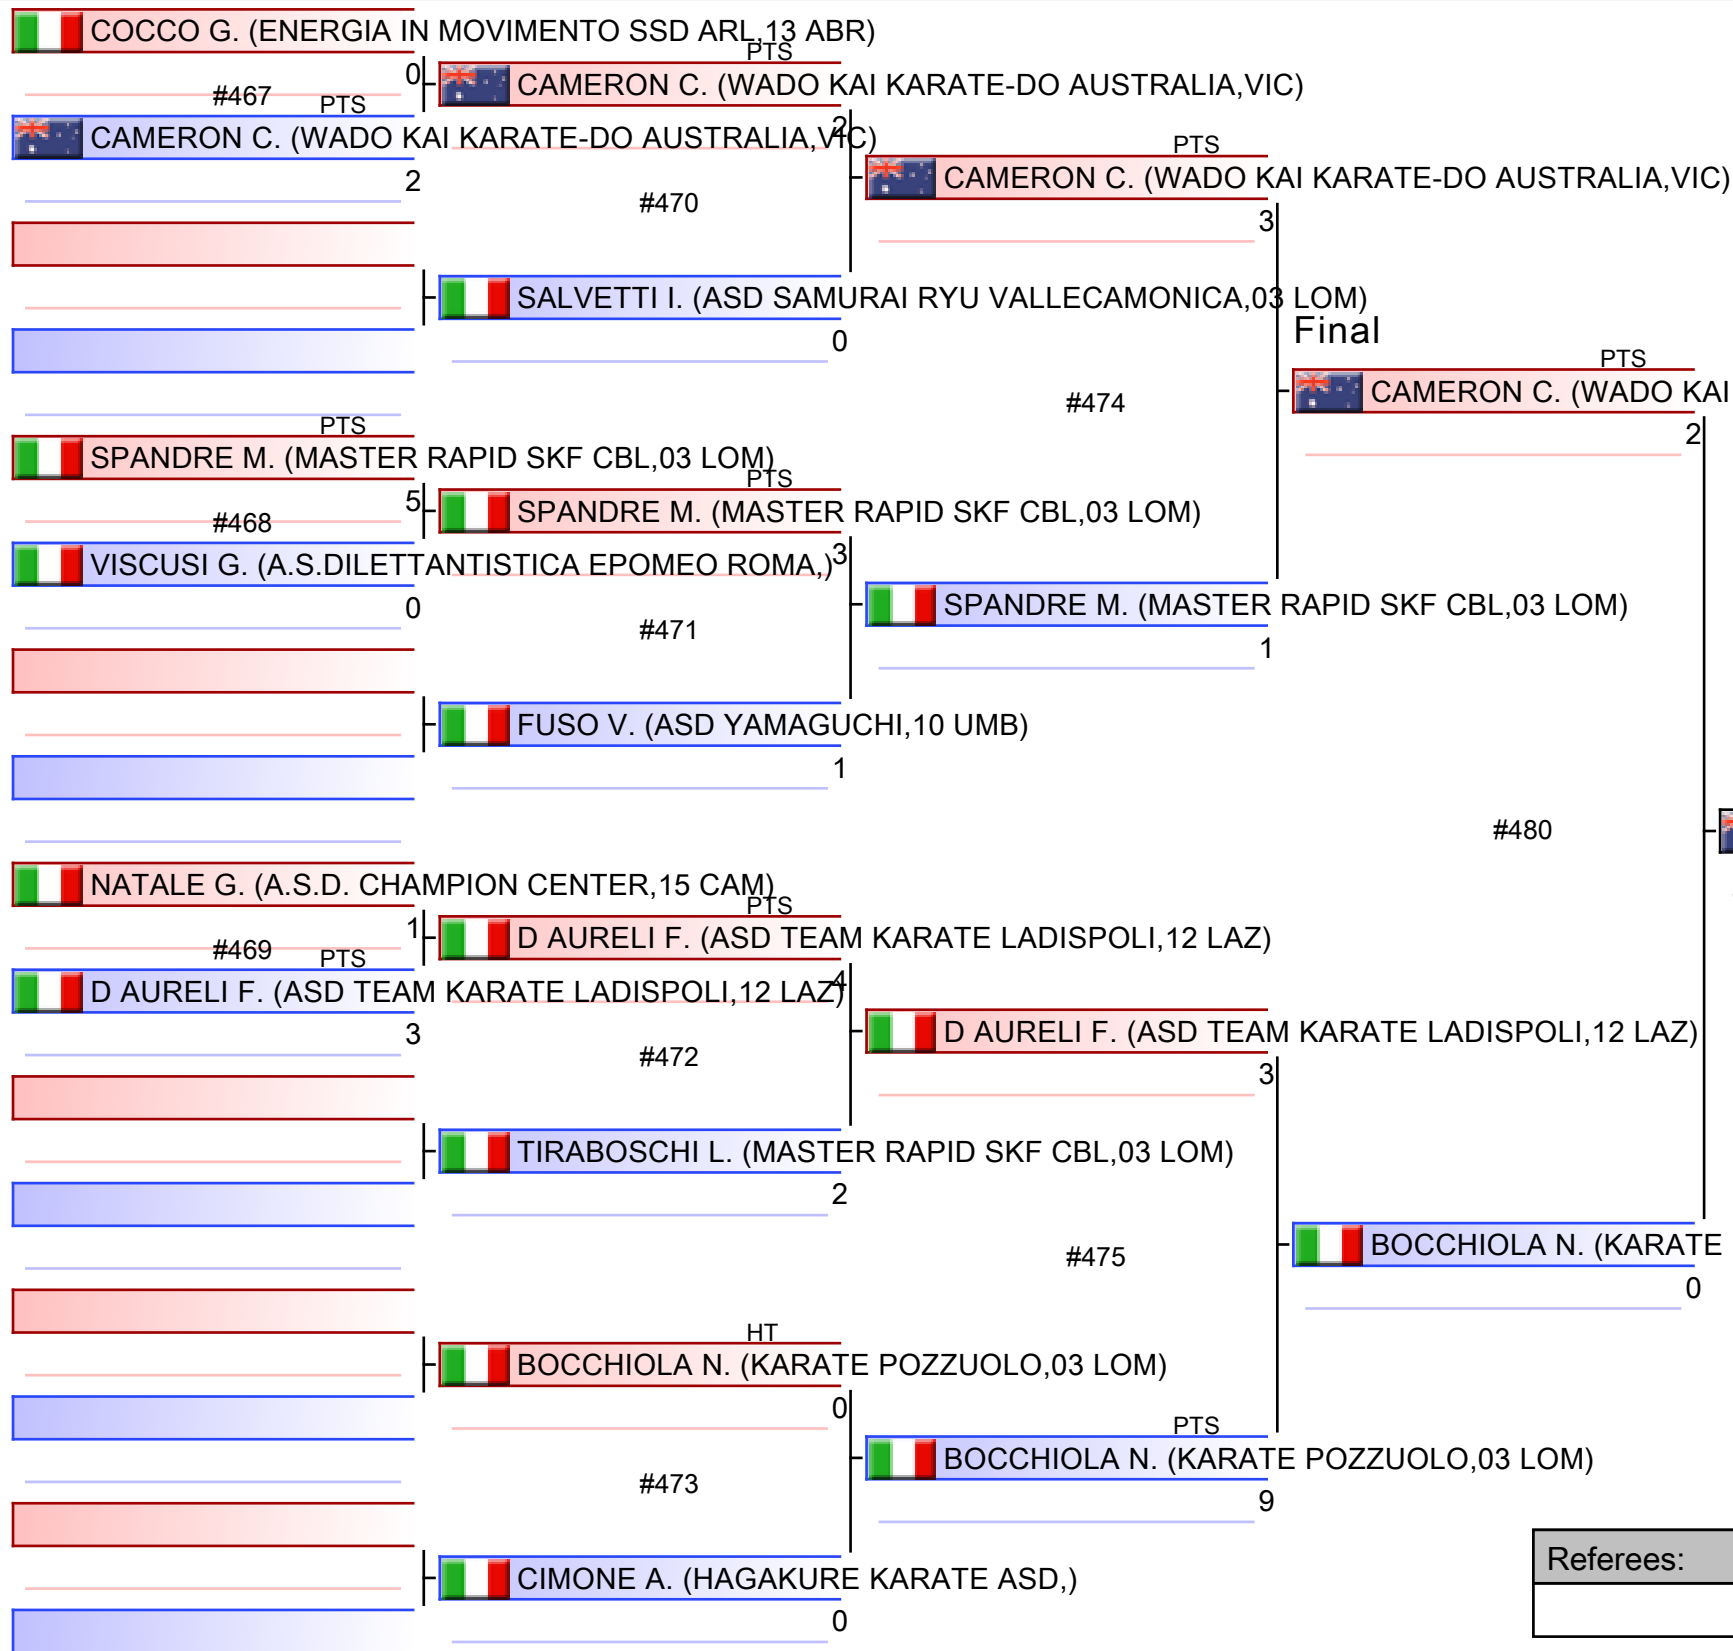 COCCO G. (ENERGIA IN MOVIMENTO SSD ARL,13 ABR)
0
#467
PTS
CAMERON C. (WADO KAI KARATE-DO AUSTRALIA,VIC)
2
PTS
SPANDRE M. (MASTER RAPID SKF CBL,03 LOM)
5
#468
VISCUSI G. (A.S.DILETTANTISTICA EPOMEO ROMA,)
0
NATALE G. (A.S.D. CHAMPION CENTER,15 CAM)
1
#469
PTS
D AURELI F. (ASD TEAM KARATE LADISPOLI,12 LAZ)
3
PTS
CAMERON C. (WADO KAI KARATE-DO AUSTRALIA,VIC)
2
#470
SALVETTI I. (ASD SAMURAI RYU VALLECAMONICA,03 LOM)
0
PTS
SPANDRE M. (MASTER RAPID SKF CBL,03 LOM)
3
#471
FUSO V. (ASD YAMAGUCHI,10 UMB)
1
PTS
D AURELI F. (ASD TEAM KARATE LADISPOLI,12 LAZ)
4
#472
TIRABOSCHI L. (MASTER RAPID SKF CBL,03 LOM)
2
HT
BOCCHIOLA N. (KARATE POZZUOLO,03 LOM)
0
#473
CIMONE A. (HAGAKURE KARATE ASD,)
0
PTS
CAMERON C. (WADO KAI KARATE-DO AUSTRALIA,VIC)
3
#474
SPANDRE M. (MASTER RAPID SKF CBL,03 LOM)
1
D AURELI F. (ASD TEAM KARATE LADISPOLI,12 LAZ)
3
#475
PTS
BOCCHIOLA N. (KARATE POZZUOLO,03 LOM)
9
Final
PTS
CAMERON C. (WADO KAI
2
#480
BOCCHIOLA N. (KARATE
0
Referees: